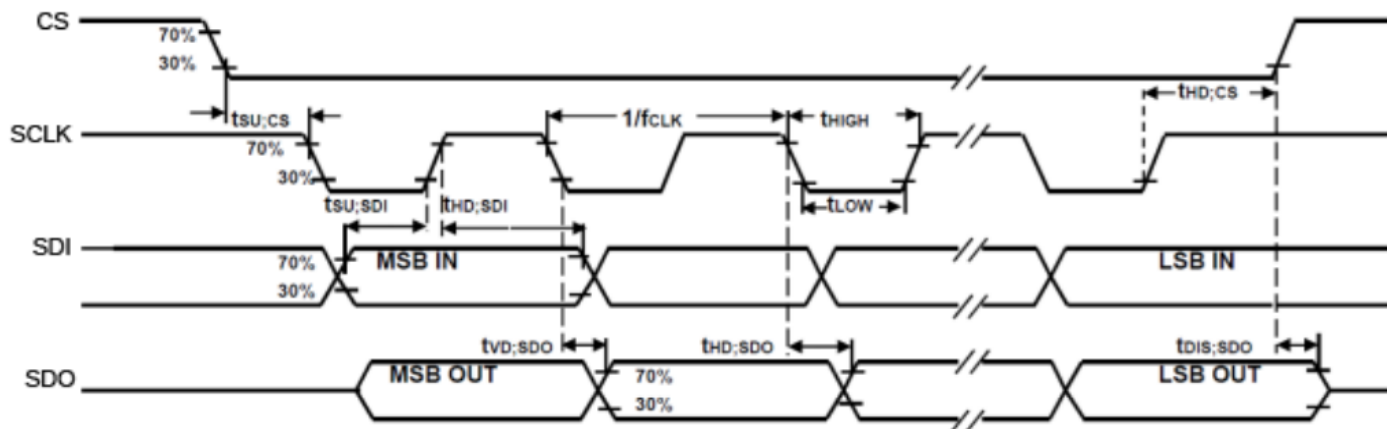 CS
70%
30%
tSU;CS
1/fCLK
tHIGH
tHD;CS
SCLK
70%
30%
tSU;SDI
tHD;SDI
tLOW
SDI
70%
MSB IN
LSB IN
30%
tVD;SDO
tHD;SDO
tDIS;SDO
SDO
MSB OUT
70%
LSB OUT
30%